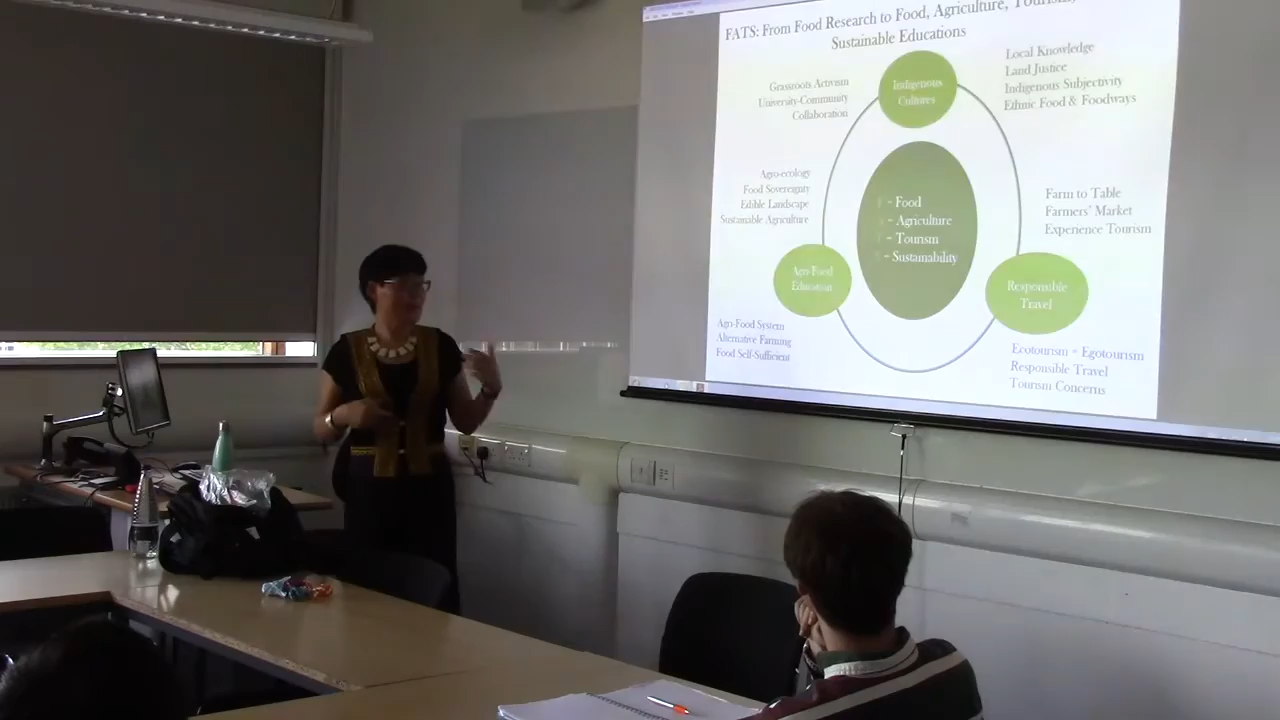 FATS: From Food Research to Food, Agriculture, Tourism,
Sustainable Educations
Indigenous
Cultures
Grassroots Activism
University-Community
Collaboration
Local Knowledge
Land Justice
Indigenous Subjectivity
Ethnic Food & Foodways
Agro-ecology
Food Sovereignty
Edible Landscape
Sustainable Agriculture
- Food
- Agriculture
- Tourism
- Sustainability
Farm to Table
Farmers' Market
Experience Tourism
Agri-Food
Education
Responsible
Travel
Agri-Food System
Alternative Farming
Food Self-Sufficient
Ecotourism = Egotourism
Responsible Travel
Tourism Concerns